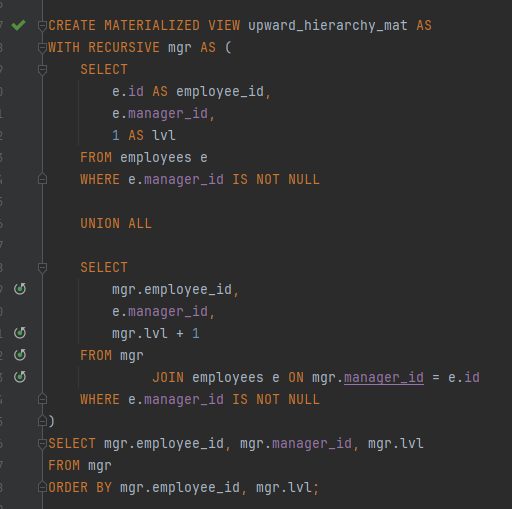 CREATE MATERIALIZED VIEW upward_hierarchy_mat AS
WITH RECURSIVE mgr AS (
    SELECT
        e.id AS employee_id,
        e.manager_id,
        1 AS lvl
    FROM employees e
    WHERE e.manager_id IS NOT NULL

    UNION ALL

    SELECT
        mgr.employee_id,
        e.manager_id,
        mgr.lvl + 1
    FROM mgr
             JOIN employees e ON mgr.manager_id = e.id
    WHERE e.manager_id IS NOT NULL
)
SELECT mgr.employee_id, mgr.manager_id, mgr.lvl
FROM mgr
ORDER BY mgr.employee_id, mgr.lvl;